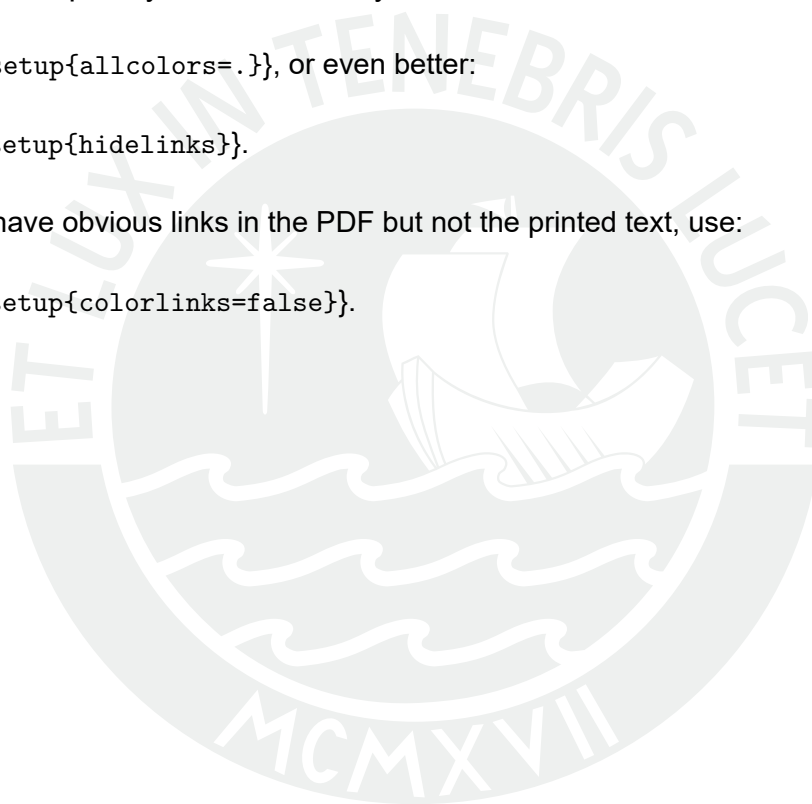 setup{allcolors=.}}, or even better:
setup{hidelinks}}.
have obvious links in the PDF but not the printed text, use:
setup{colorlinks=false}}.
ET LUX IN TENEBRIS LUCET
MCMXVII